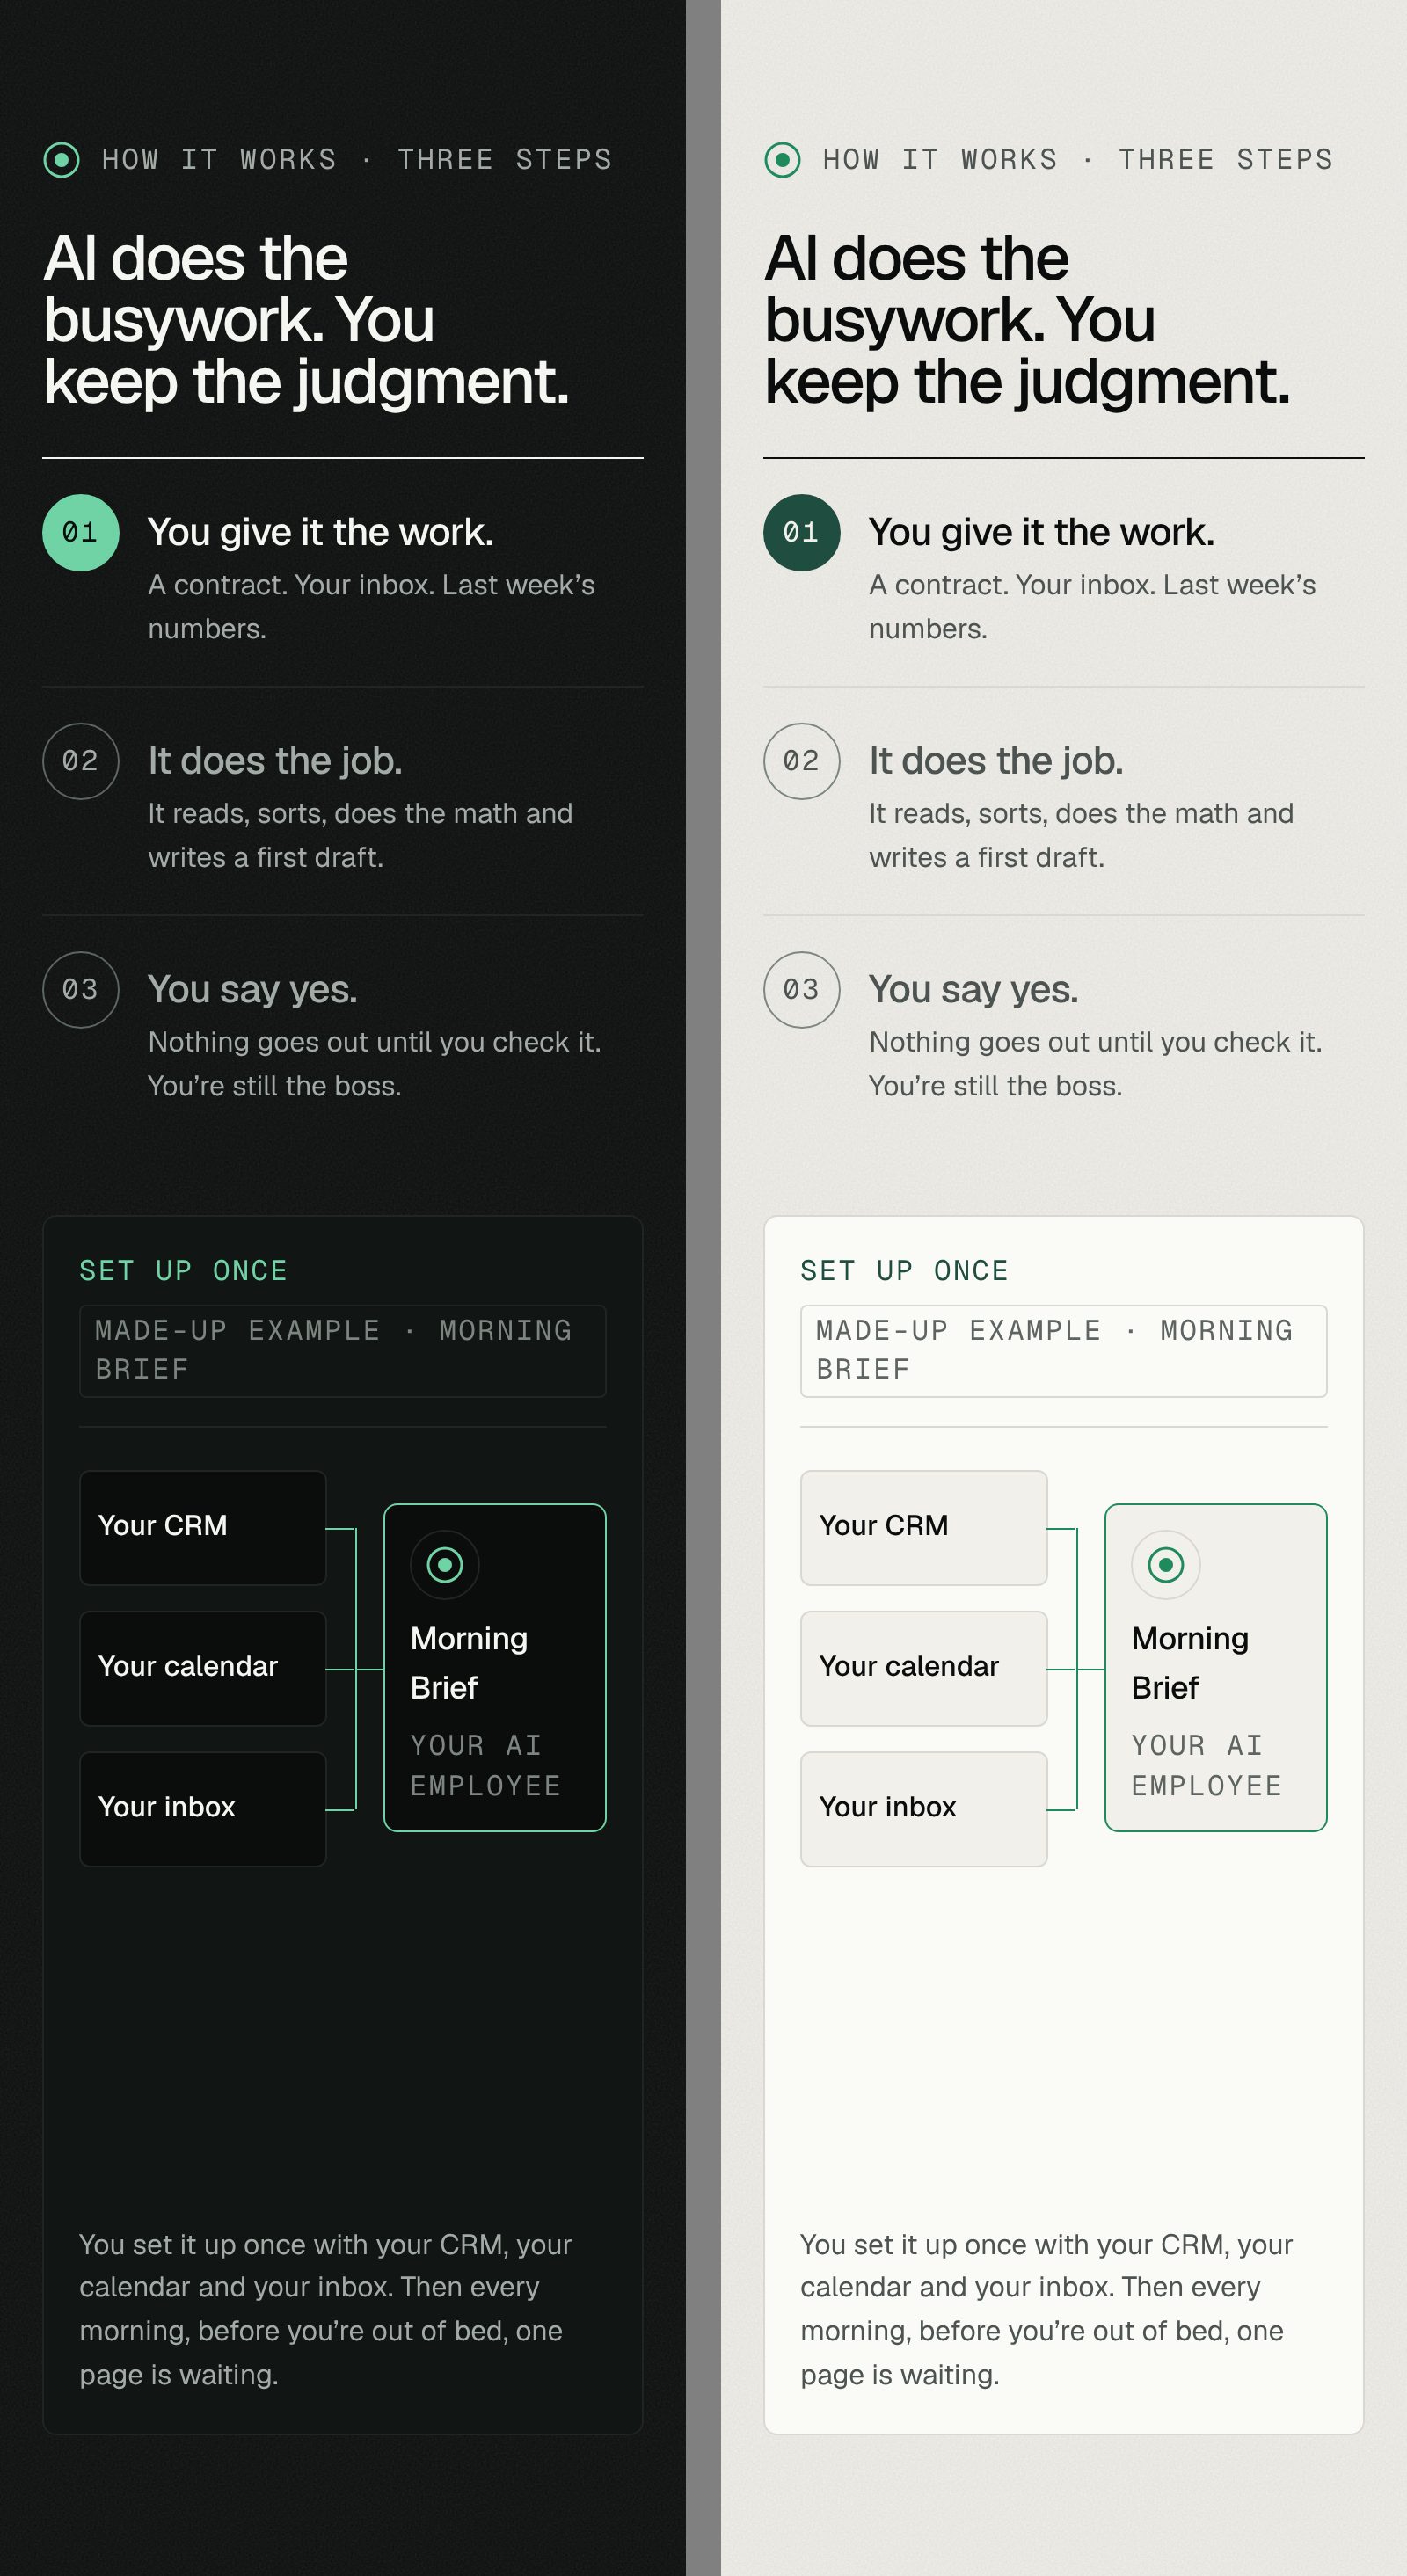 HOW IT WORKS · THREE STEPS
AI does the
busywork. You
keep the judgment.
01
You give it the work.
A contract. Your inbox. Last week’s
numbers.
02
It does the job.
It reads, sorts, does the math and
writes a first draft.
03
You say yes.
Nothing goes out until you check it.
You’re still the boss.
SET UP ONCE
MADE-UP EXAMPLE · MORNING
BRIEF
Your CRM
Your calendar
Your inbox
Morning
Brief
YOUR AI
EMPLOYEE
You set it up once with your CRM, your
calendar and your inbox. Then every
morning, before you’re out of bed, one
page is waiting.
HOW IT WORKS · THREE STEPS
AI does the
busywork. You
keep the judgment.
01
You give it the work.
A contract. Your inbox. Last week’s
numbers.
02
It does the job.
It reads, sorts, does the math and
writes a first draft.
03
You say yes.
Nothing goes out until you check it.
You’re still the boss.
SET UP ONCE
MADE-UP EXAMPLE · MORNING
BRIEF
Your CRM
Your calendar
Your inbox
Morning
Brief
YOUR AI
EMPLOYEE
You set it up once with your CRM, your
calendar and your inbox. Then every
morning, before you’re out of bed, one
page is waiting.